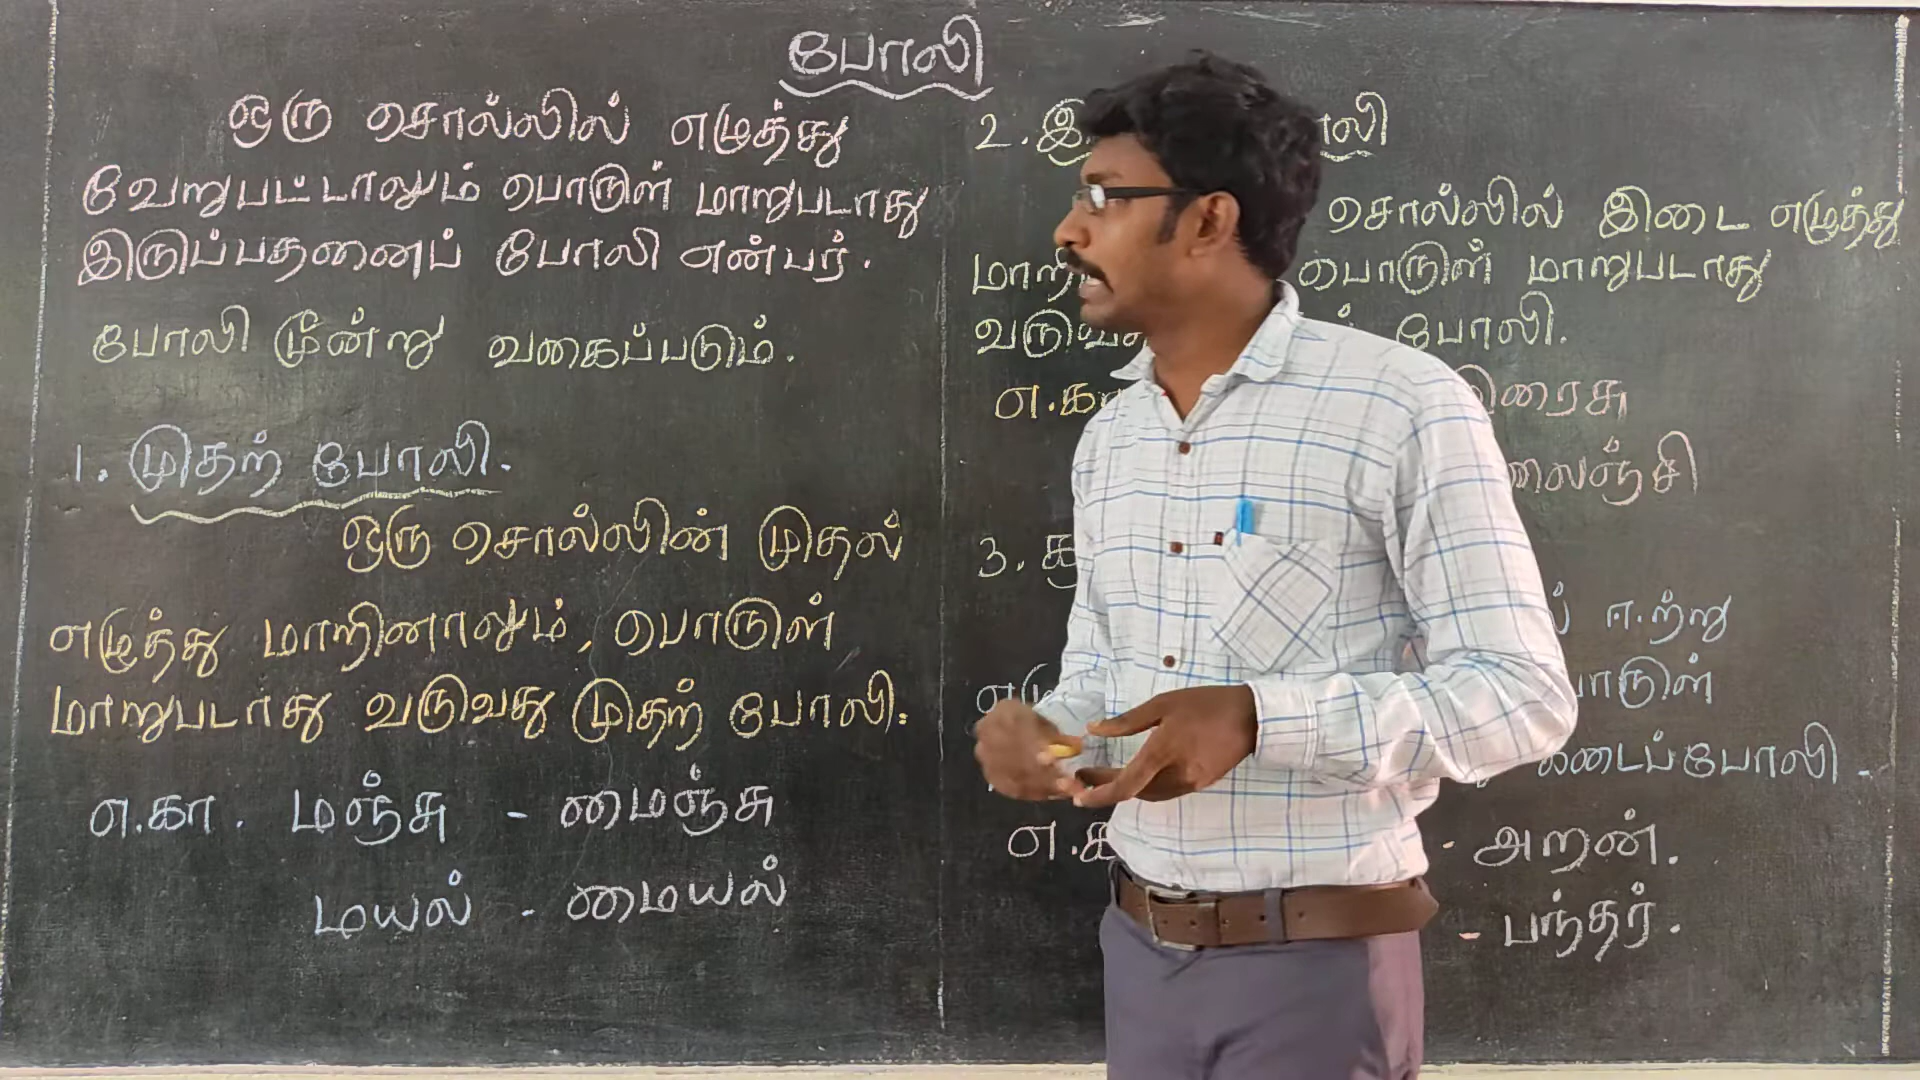 போலி
ஒரு சொல்லில் எழுத்து
வேறுபட்டாலும் பொருள் மாறுபடாது
இருப்பதனைப் போலி என்பர்.
போலி மூன்று வகைப்படும்.
1. முதற் போலி.
ஒரு சொல்லின் முதல்
எழுத்து மாறினாலும், பொருள்
மாறுபடாது வருவது முதற் போலி.
எ.கா. மஞ்சு - மைஞ்சு
மயல் - மையல்
2.
சொல்லில் இடை எழுத்து
பொருள் மாறுபடாது
போலி.
3.
ஈற்று
கடைப்போலி.
- அறன்.
- பந்தர்.